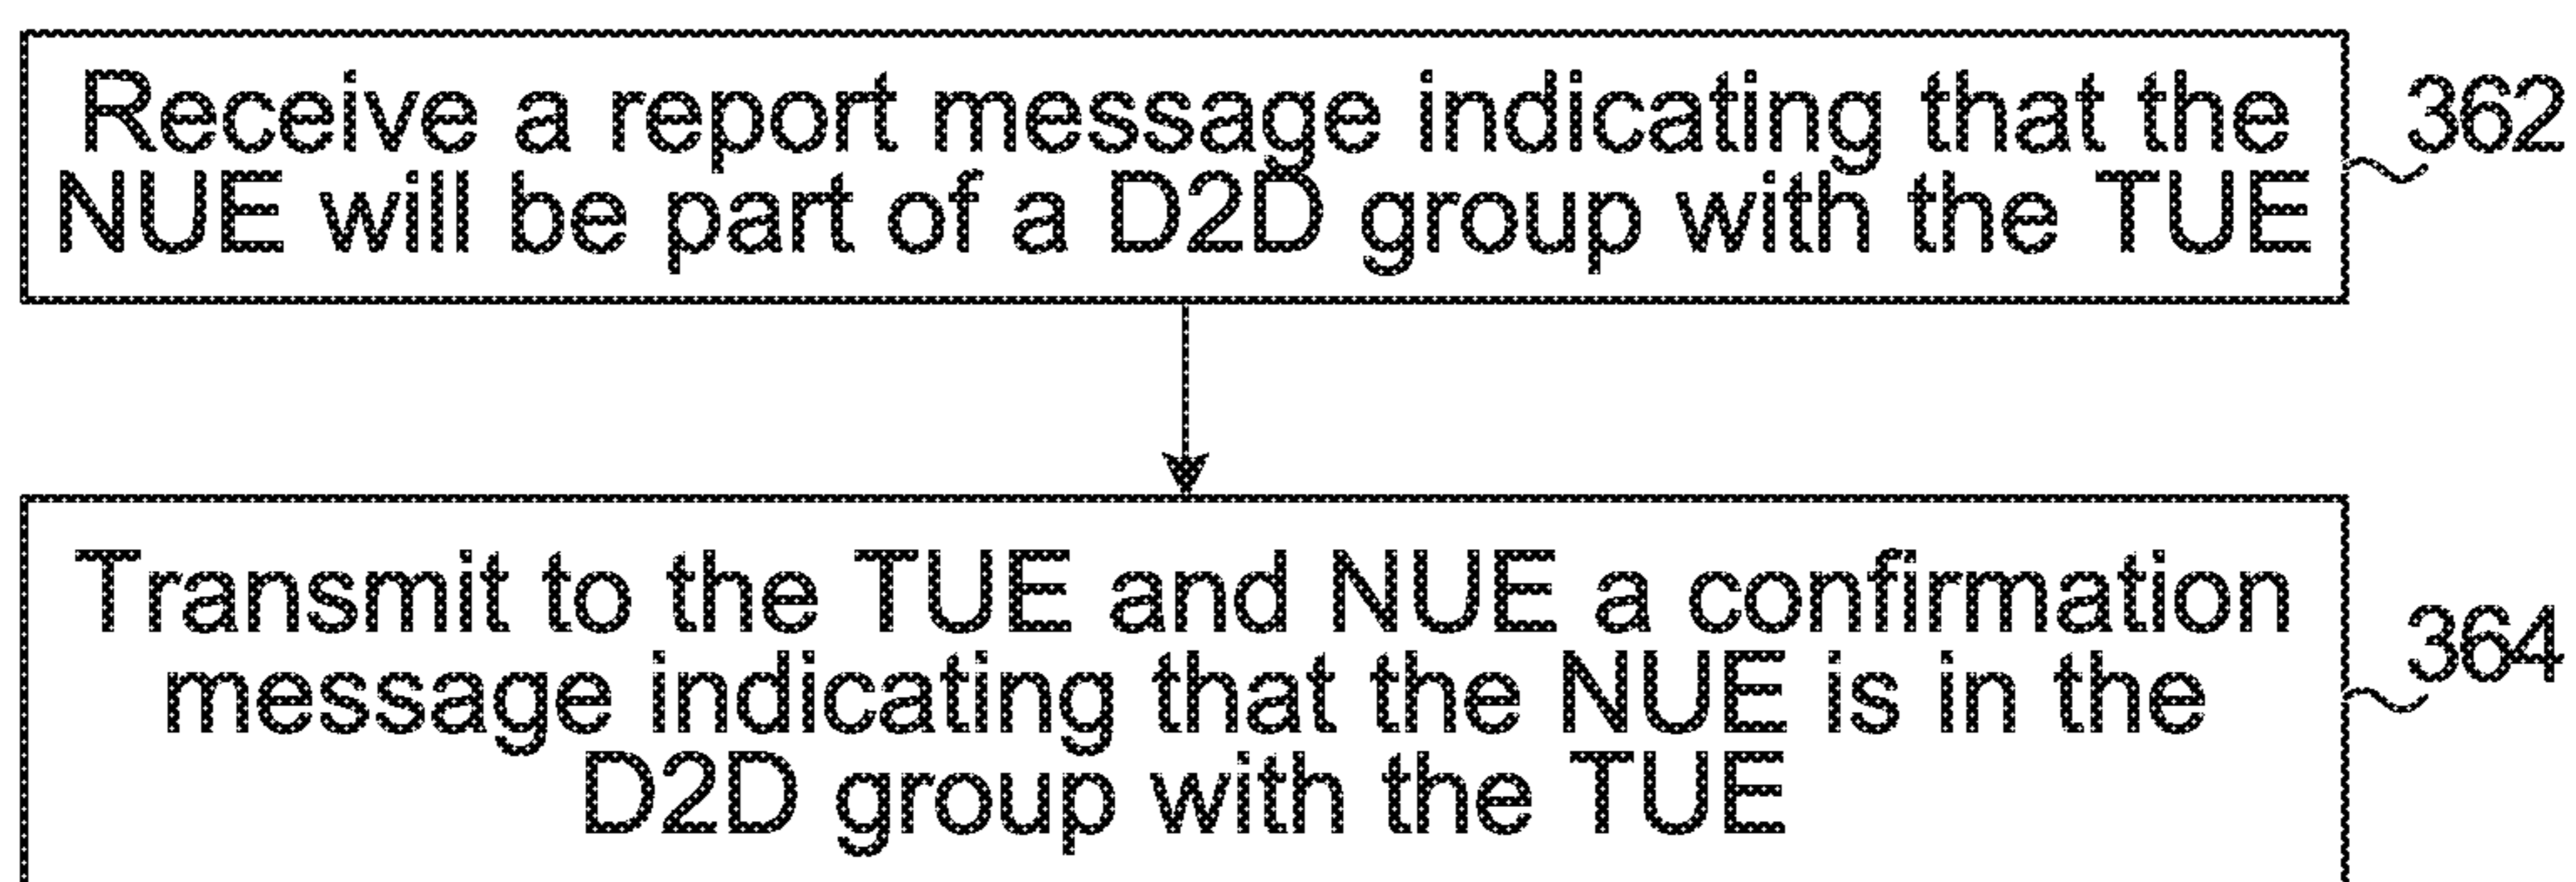 Receive a report message indicating that the
NUE will be part of a D2D group with the TUE
362
Transmit to the TUE and NUE a confirmation
message indicating that the NUE is in the
D2D group with the TUE
364